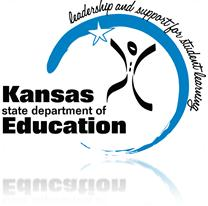 leadership and support for student learning
Kansas
state department of
Education